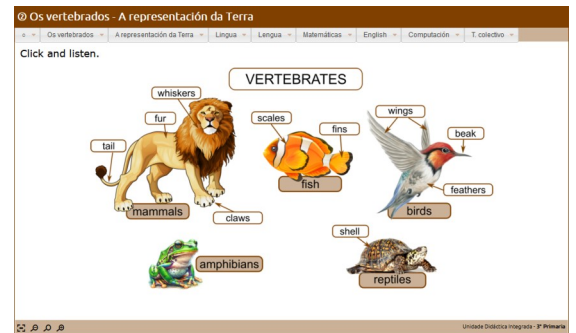 ② Os vertebrados - A representación da Terra
Os vertebrados A representación da Terra Lingua Lengua Matemáticas English Computación T. colectivo
Click and listen.
VERTEBRATES
whiskers
fur
tail
claws
mammals
scales
fins
fish
wings
beak
feathers
birds
amphibians
shell
reptiles
Unidade Didáctica Integrada - 3º Primaria